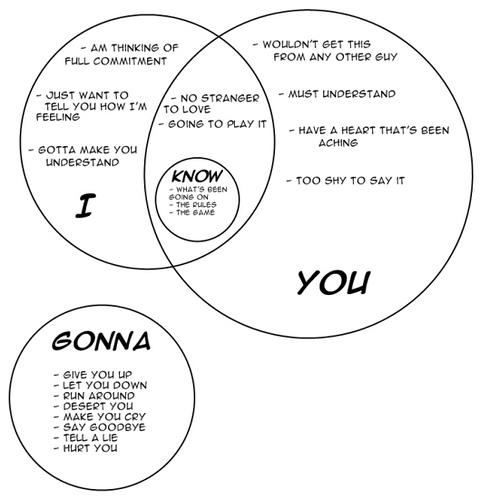 - AM THINKING OF
FULL COMMITMENT
- JUST WANT TO
TELL YOU HOW I'M
FEELING
- GOTTA MAKE YOU
UNDERSTAND
I
- NO STRANGER
TO LOVE
- GOING TO PLAY IT
KNOW
- WHAT'S BEEN
GOING ON
- THE RULES
- THE GAME
- WOULDN'T GET THIS
FROM ANY OTHER GUY
- MUST UNDERSTAND
- HAVE A HEART THAT'S BEEN
ACHING
- TOO SHY TO SAY IT
YOU
GONNA
- GIVE YOU UP
- LET YOU DOWN
- RUN AROUND
- DESERT YOU
- MAKE YOU CRY
- SAY GOODBYE
- TELL A LIE
- HURT YOU